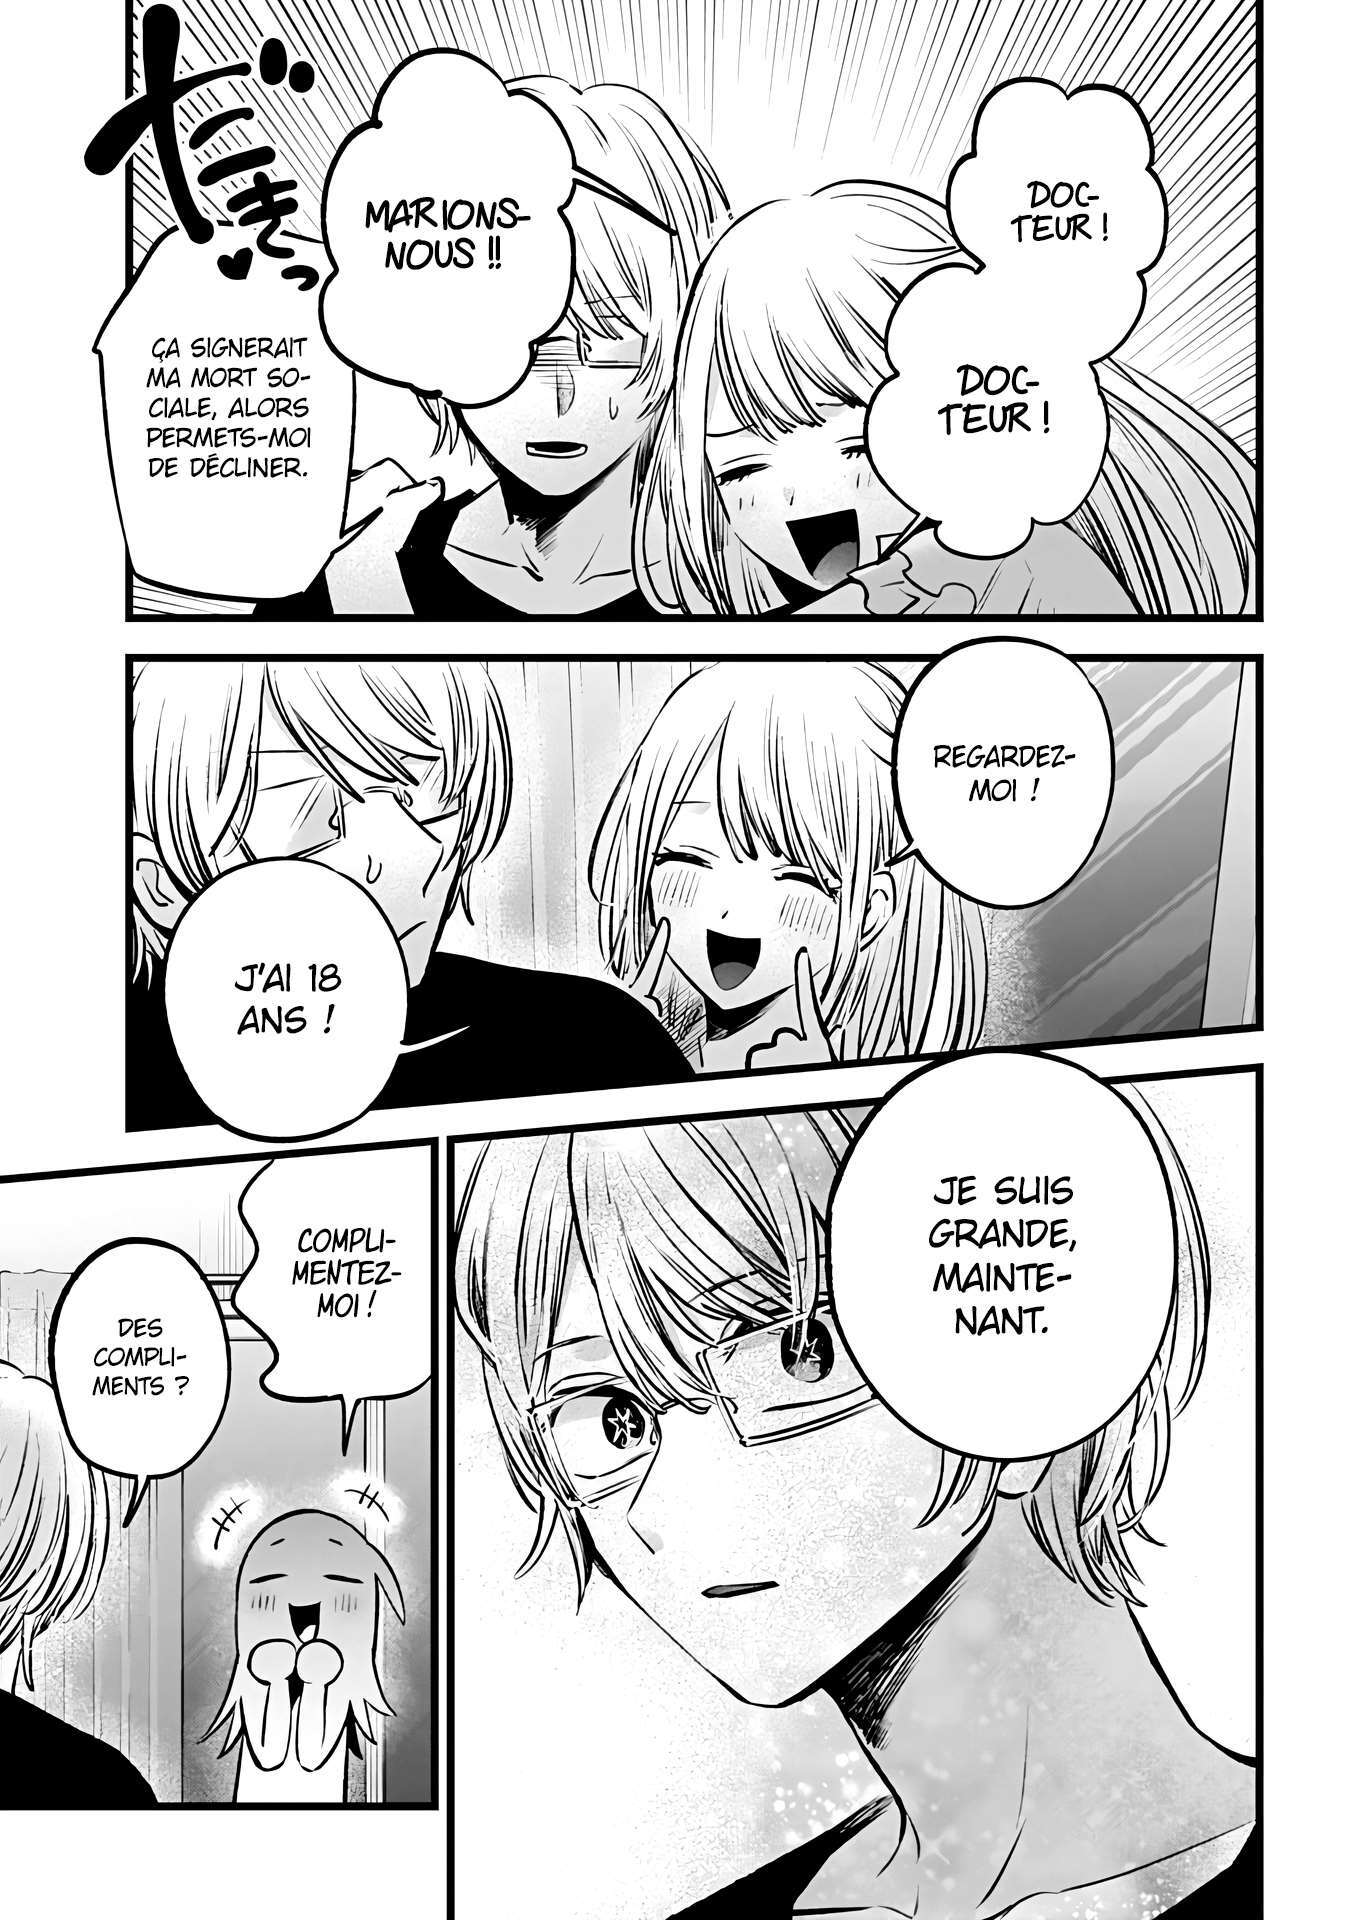 DOC-
TEUR !
DOC-
TEUR !
MARIONS-
NOUS !!
だきっ
♥
ÇA SIGNERAIT
MA MORT SO-
CIALE, ALORS
PERMETS-MOI
DE DÉCLINER.
REGARDEZ-
MOI !
J'AI 18
ANS !
JE SUIS
GRANDE,
MAINTE-
NANT.
COMPLI-
MENTEZ-
MOI !
DES
COMPLI-
MENTS ?